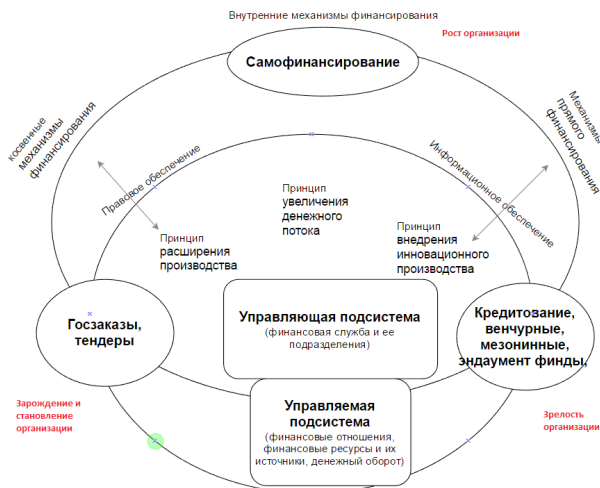 Внутренние механизмы финансирования
Рост организации
Самофинансирование
косвенные
механизмы
финансирования
Механизмы
прямого
финансирования
Правовое обеспечение
Информационное обеспечение
Принцип
увеличения
денежного
потока
Принцип
расширения
производства
Принцип
внедрения
инновационного
производства
Госзаказы,
тендеры
Управляющая подсистема
(финансовая служба и ее
подразделения)
Кредитование,
венчурные,
мезонинные,
эндаумент финды,
Управляемая
подсистема
(финансовые отношения,
финансовые ресурсы и их
источники, денежный оборот)
Зарождение и
становление
организации
Зрелость
организации